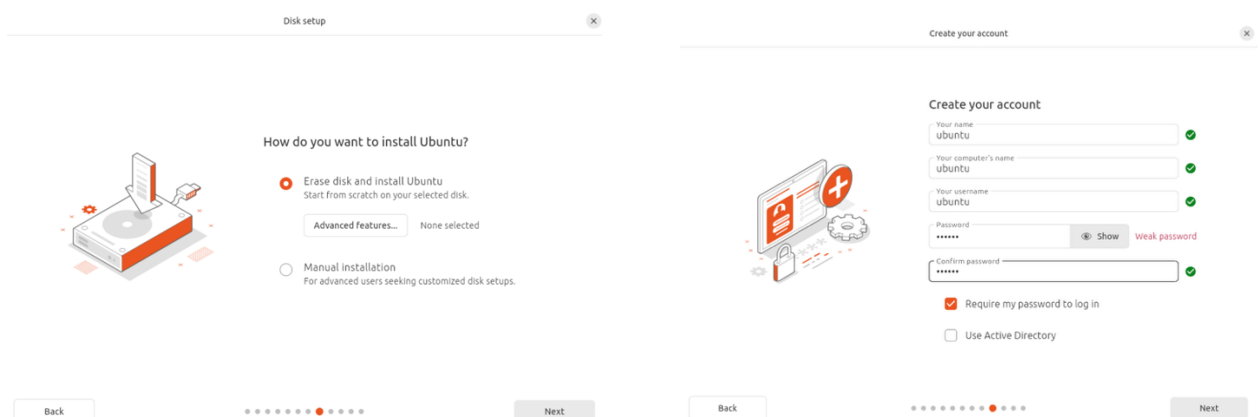 Disk setup
How do you want to install Ubuntu?
Erase disk and install Ubuntu
Start from scratch on your selected disk.
Advanced features... None selected
Manual installation
For advanced users seeking customized disk setups.
Back Next
Create your account
Create your account
Your name
ubuntu
Your computer's name
ubuntu
Your username
ubuntu
Password
•••••• Show Weak password
Confirm password
••••••
Require my password to log in
Use Active Directory
Back Next